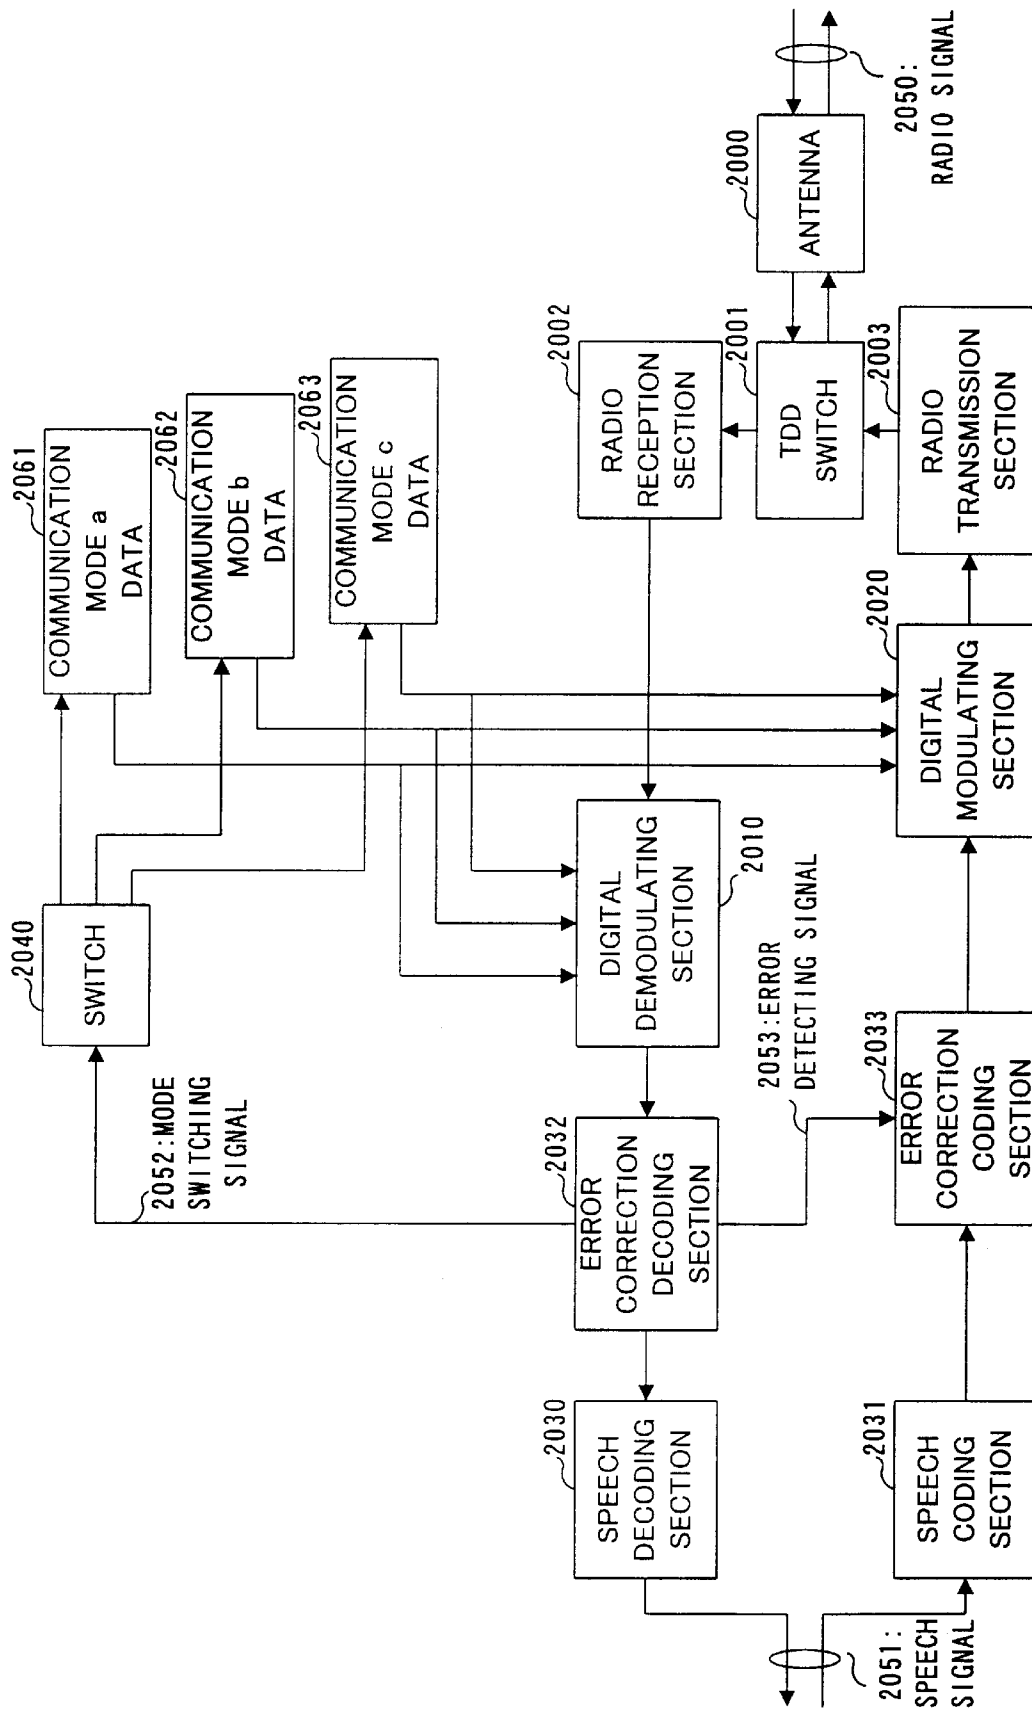 2040
SWITCH
2052:MODE
SWITCHING
SIGNAL
2061
COMMUNICATION
MODE a
DATA
2062
COMMUNICATION
MODE b
DATA
2063
COMMUNICATION
MODE c
DATA
2030
SPEECH
DECODING
SECTION
2032
ERROR
CORRECTION
DECODING
SECTION
DIGITAL
DEMODULATING
SECTION
2010
2002
RADIO
RECEPTION
SECTION
2053:ERROR
DETECTING SIGNAL
2001
TDD
SWITCH
2000
ANTENNA
2050:
RADIO SIGNAL
2051:
SPEECH
SIGNAL
2031
SPEECH
CODING
SECTION
2033
ERROR
CORRECTION
CODING
SECTION
2020
DIGITAL
MODULATING
SECTION
2003
RADIO
TRANSMISSION
SECTION